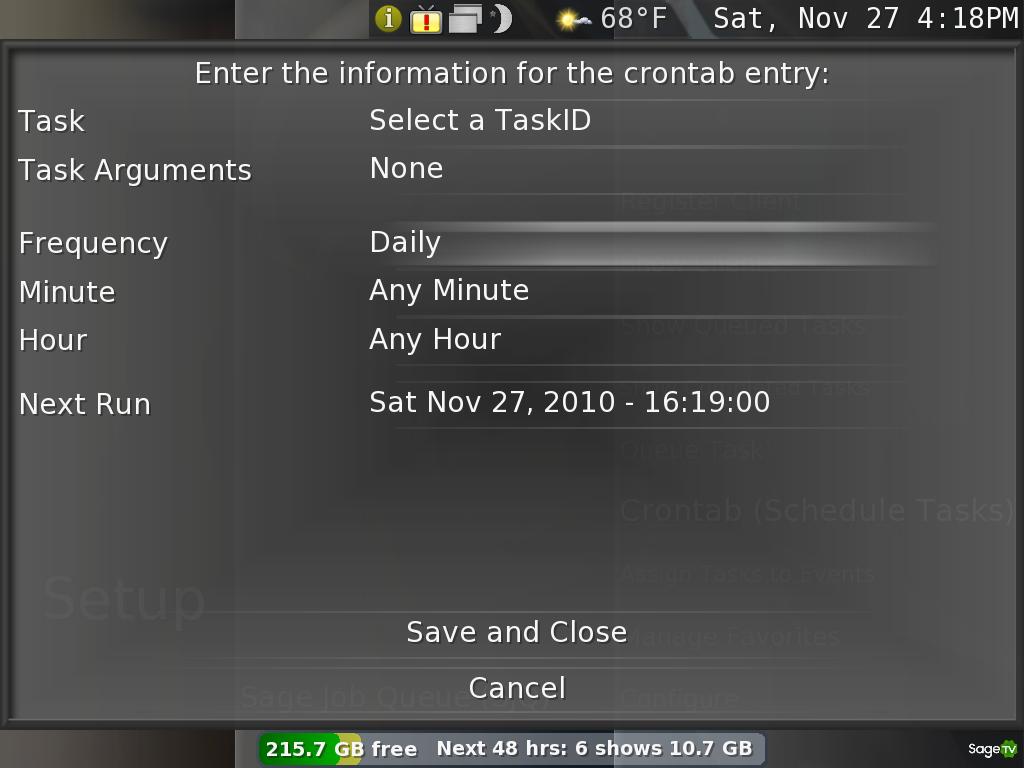 68°F Sat, Nov 27 4:18PM
Enter the information for the crontab entry:
Task Select a TaskID
Task Arguments None
Register Client
Frequency Daily
Minute Any Minute
Show Queued Tasks
Hour Any Hour
Tasks
Next Run Sat Nov 27, 2010 - 16:19:00
Queue Task
Crontab (Schedule Tasks)
Assign Tasks to Events
Setup
Save and Close
Manage Favorites
Cancel
Sage Job Queue
Configure
215.7 GB free Next 48 hrs: 6 shows 10.7 GB
SageTV